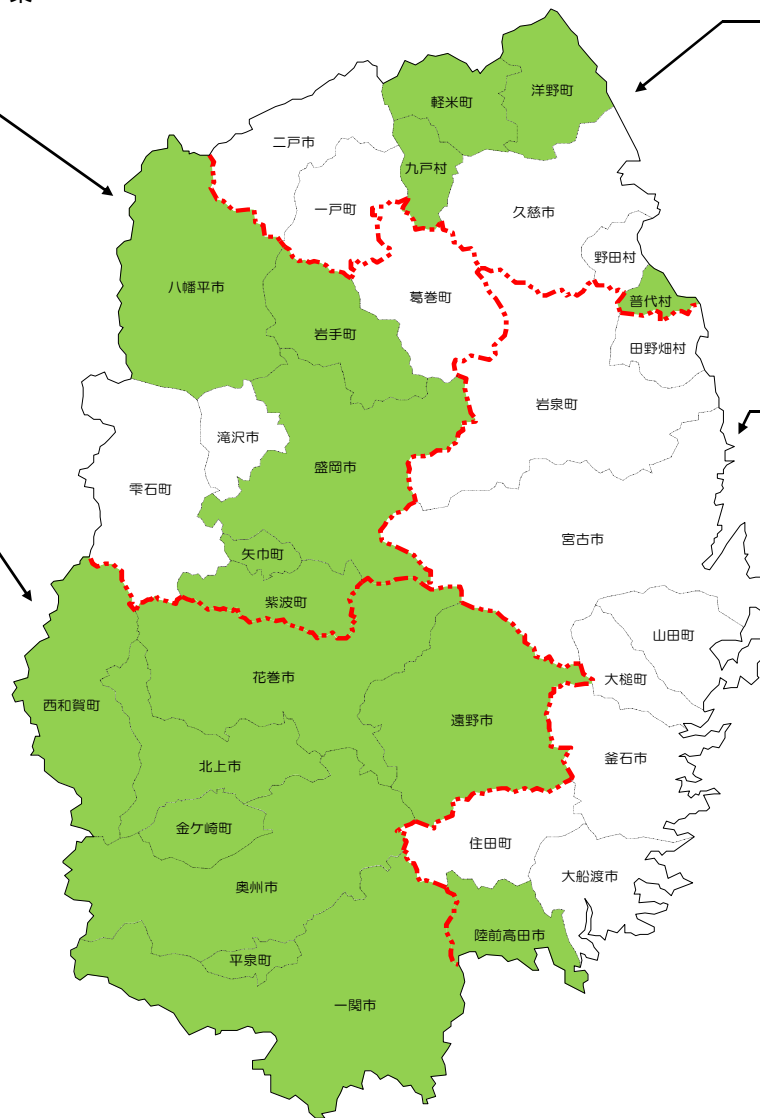 洋野町
軽米町
二戸市
九戸村
一戸町
久慈市
野田村
八幡平市
葛巻町
普代村
岩手町
田野畑村
岩泉町
滝沢市
盛岡市
雫石町
宮古市
矢巾町
紫波町
山田町
花巻市
大槌町
西和賀町
遠野市
釜石市
北上市
金ケ崎町
住田町
大船渡市
奥州市
陸前高田市
平泉町
一関市